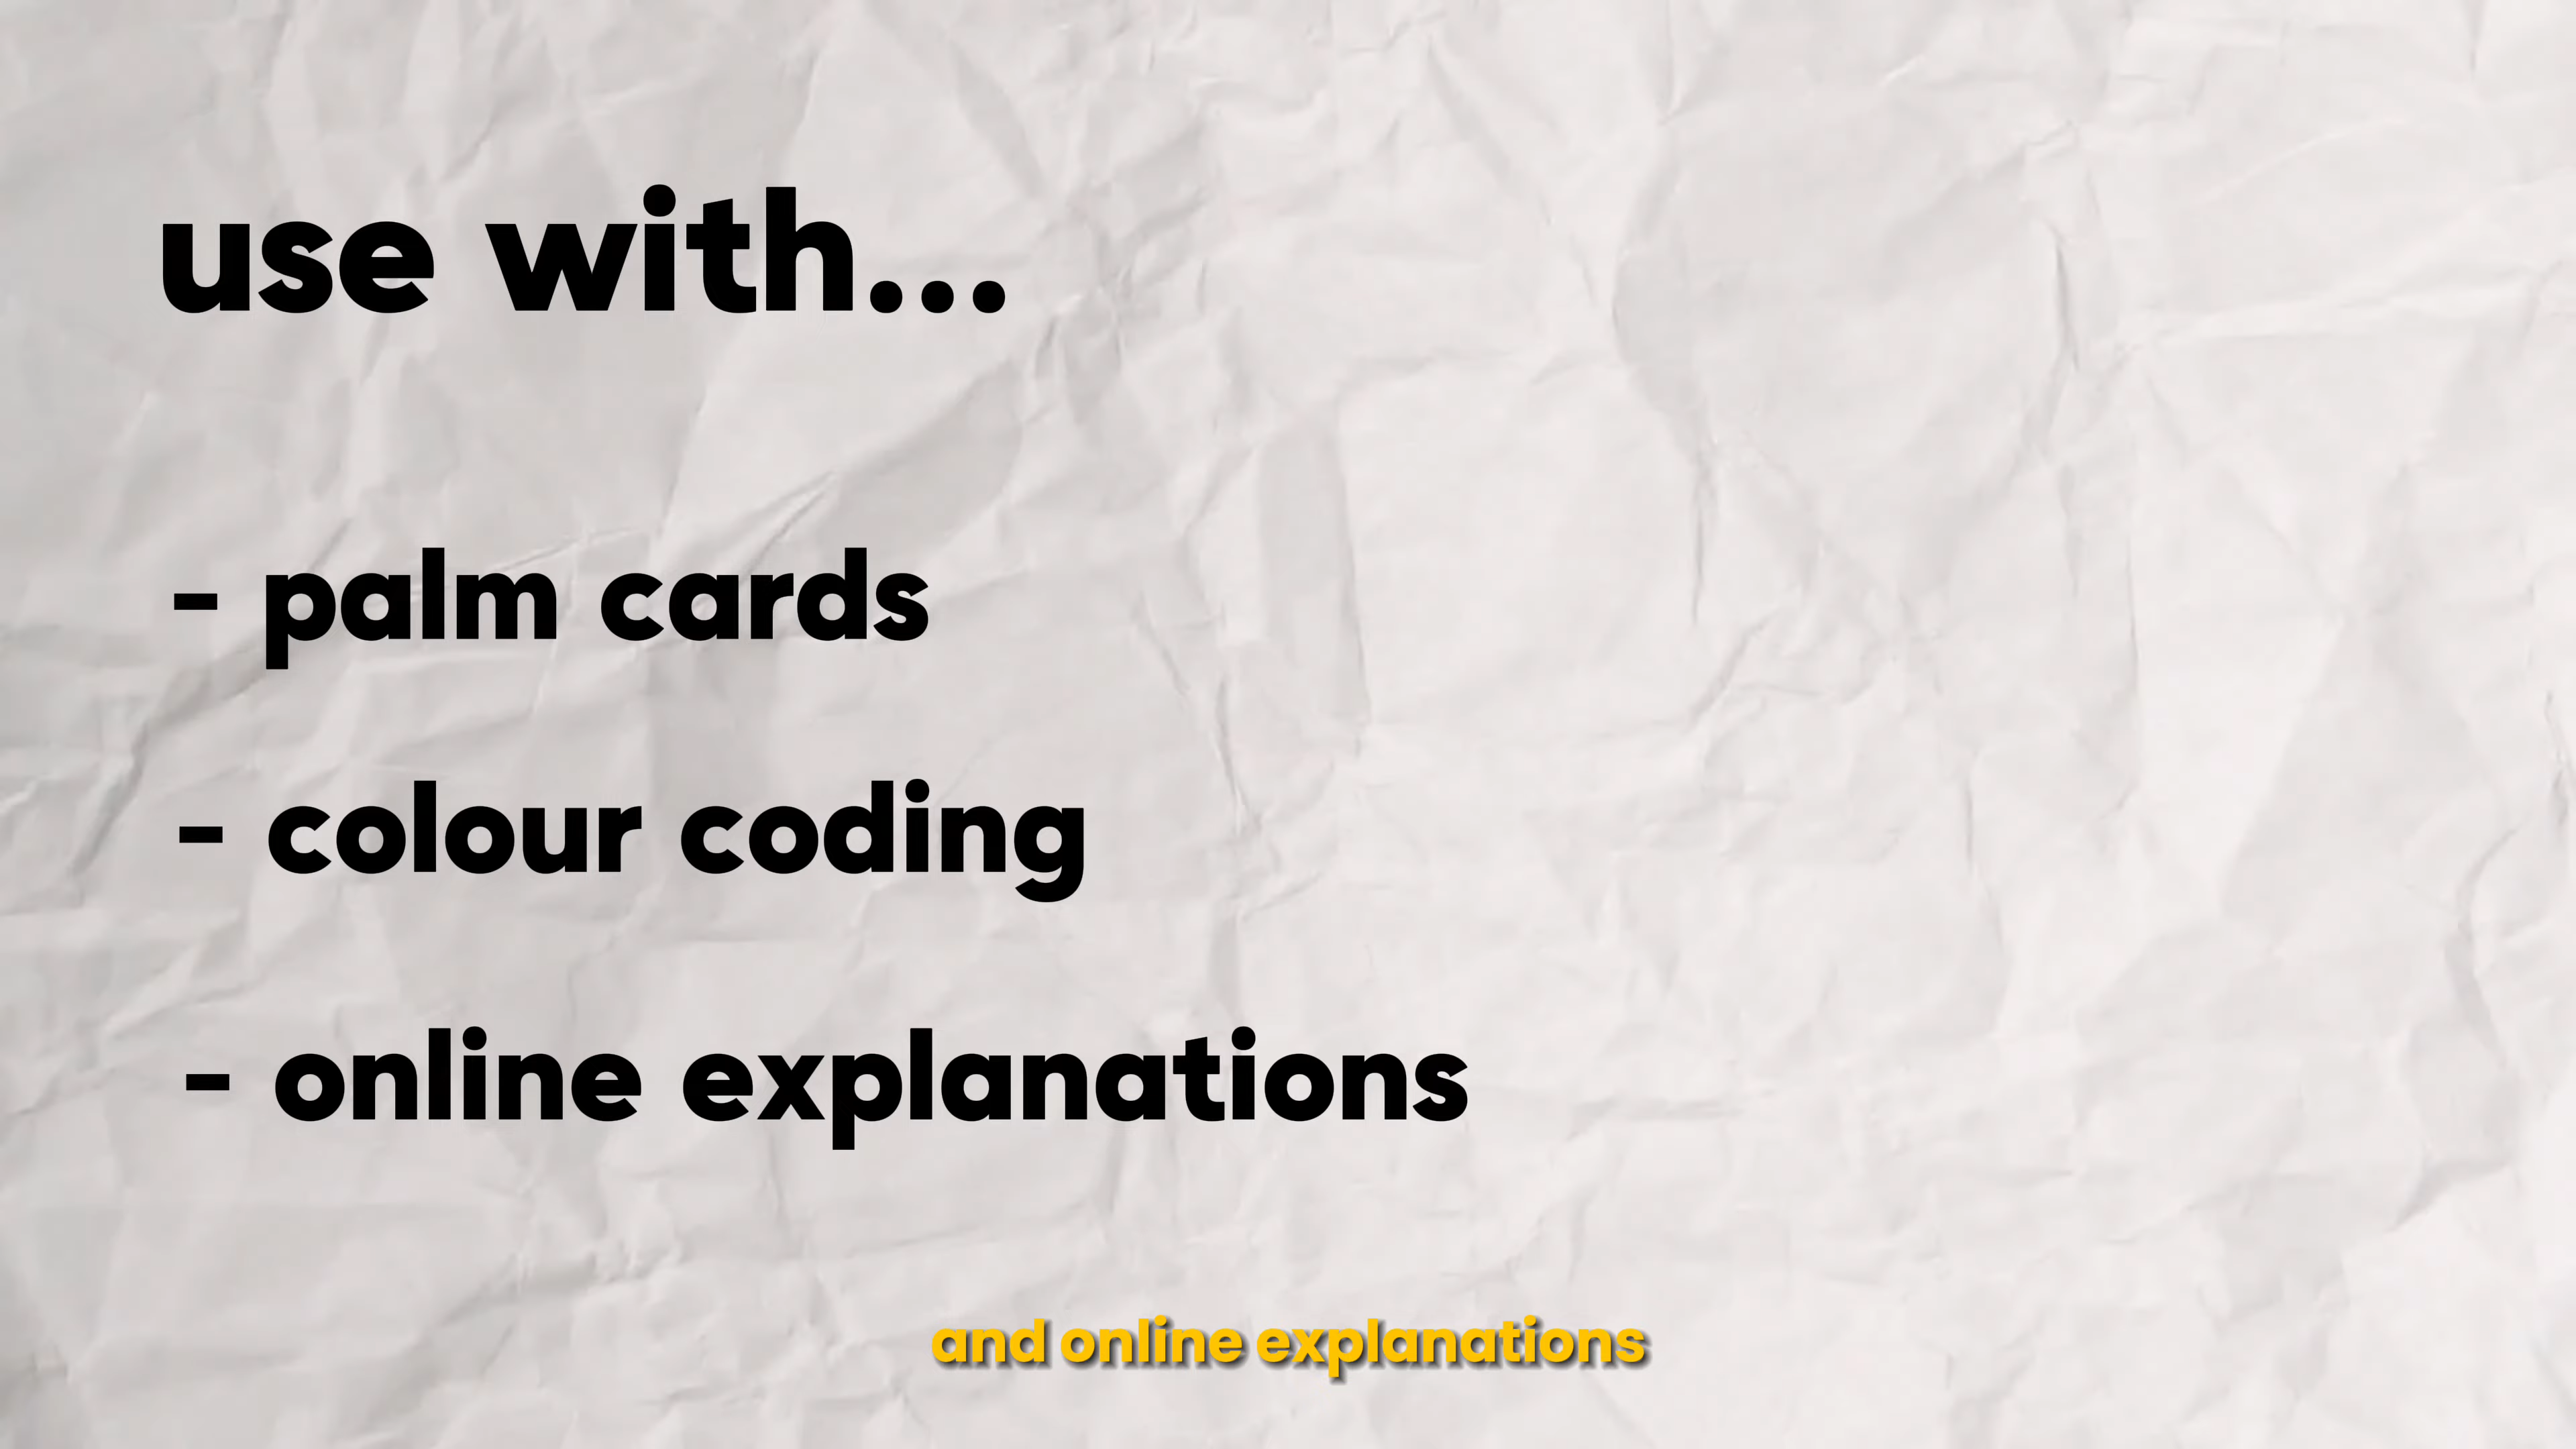 use with...
- palm cards
- colour coding
- online explanations
and online explanations